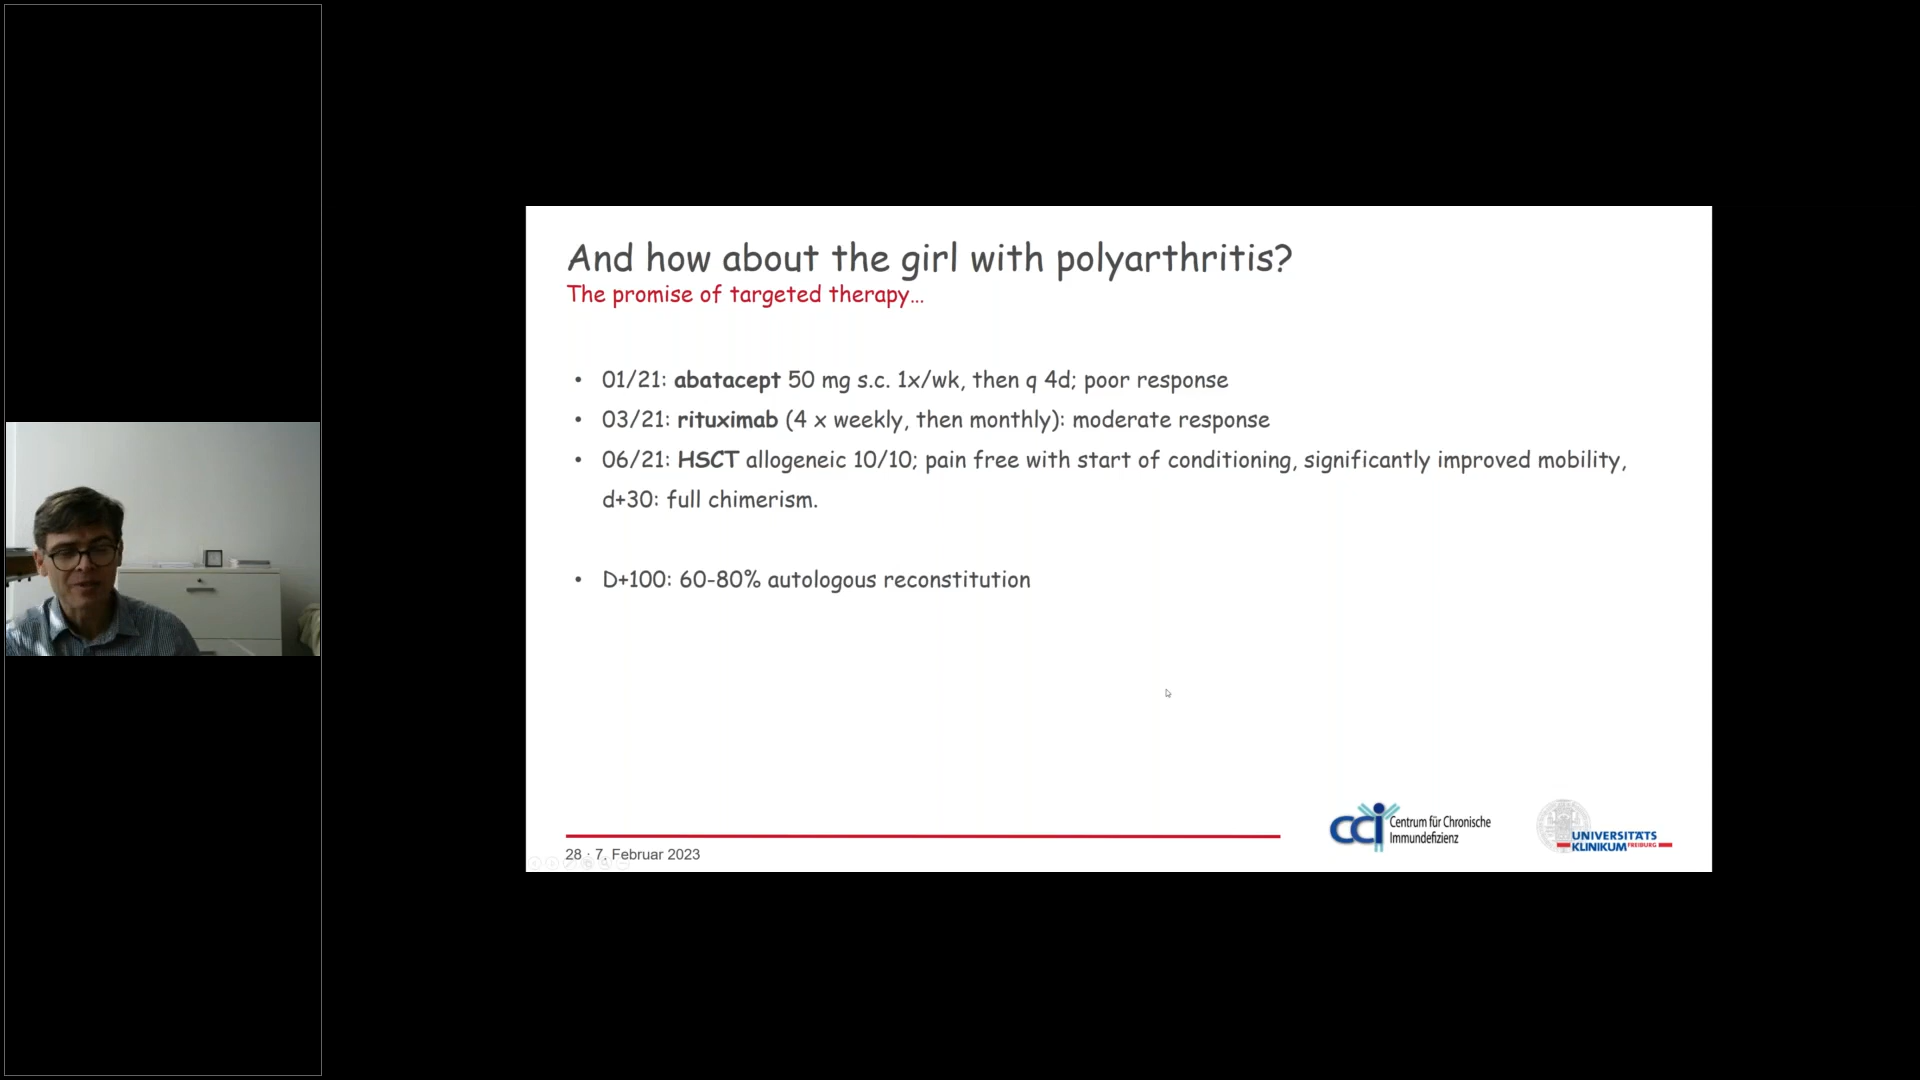 And how about the girl with polyarthritis?
The promise of targeted therapy...
• 01/21: abatacept 50 mg s.c. 1x/wk, then q 4d; poor response
• 03/21: rituximab (4 x weekly, then monthly): moderate response
• 06/21: HSCT allogeneic 10/10; pain free with start of conditioning, significantly improved mobility,
d+30: full chimerism.
• D+100: 60-80% autologous reconstitution
28 · 7. Februar 2023
cci Centrum für Chronische
Immundefizienz
UNIVERSITÄTS
KLINIKUM FREIBURG